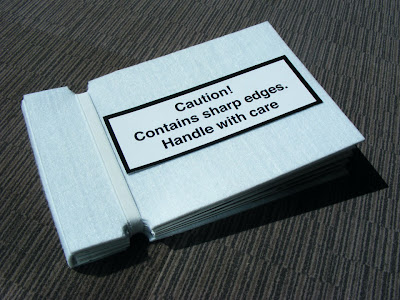 Caution!
Contains sharp edges.
Handle with care